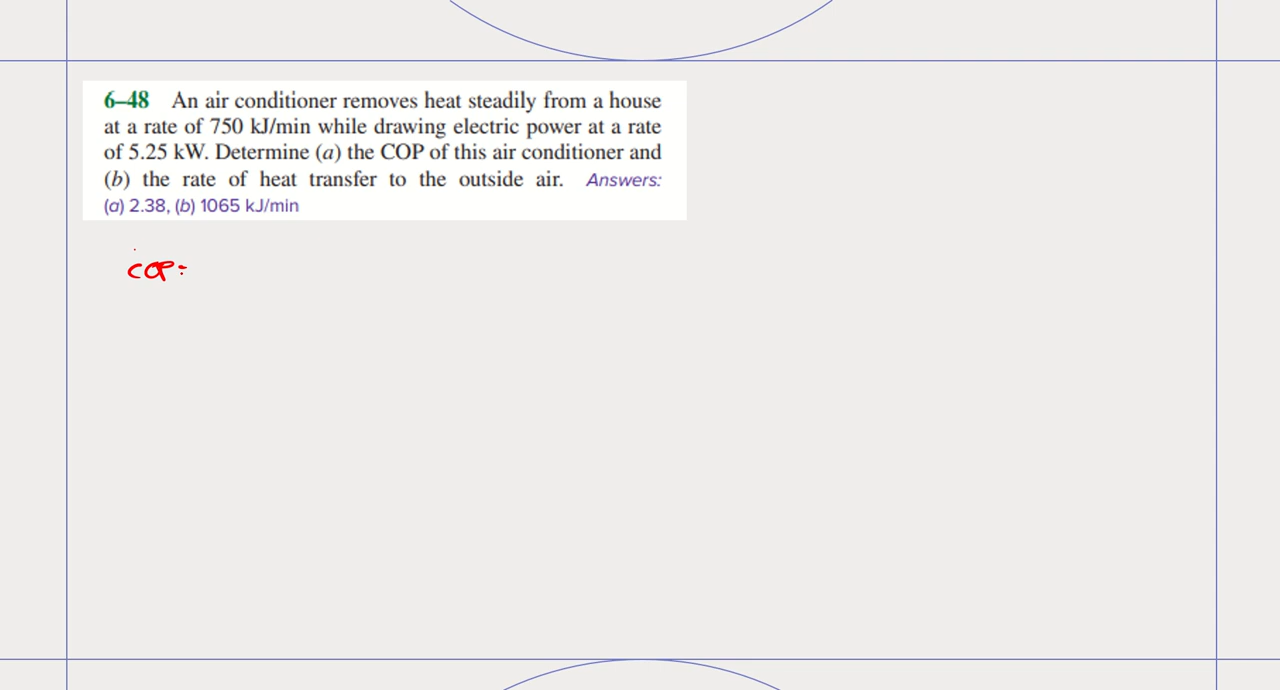 6–48 An air conditioner removes heat steadily from a house
at a rate of 750 kJ/min while drawing electric power at a rate
of 5.25 kW. Determine (a) the COP of this air conditioner and
(b) the rate of heat transfer to the outside air. Answers:
(a) 2.38, (b) 1065 kJ/min
COP=